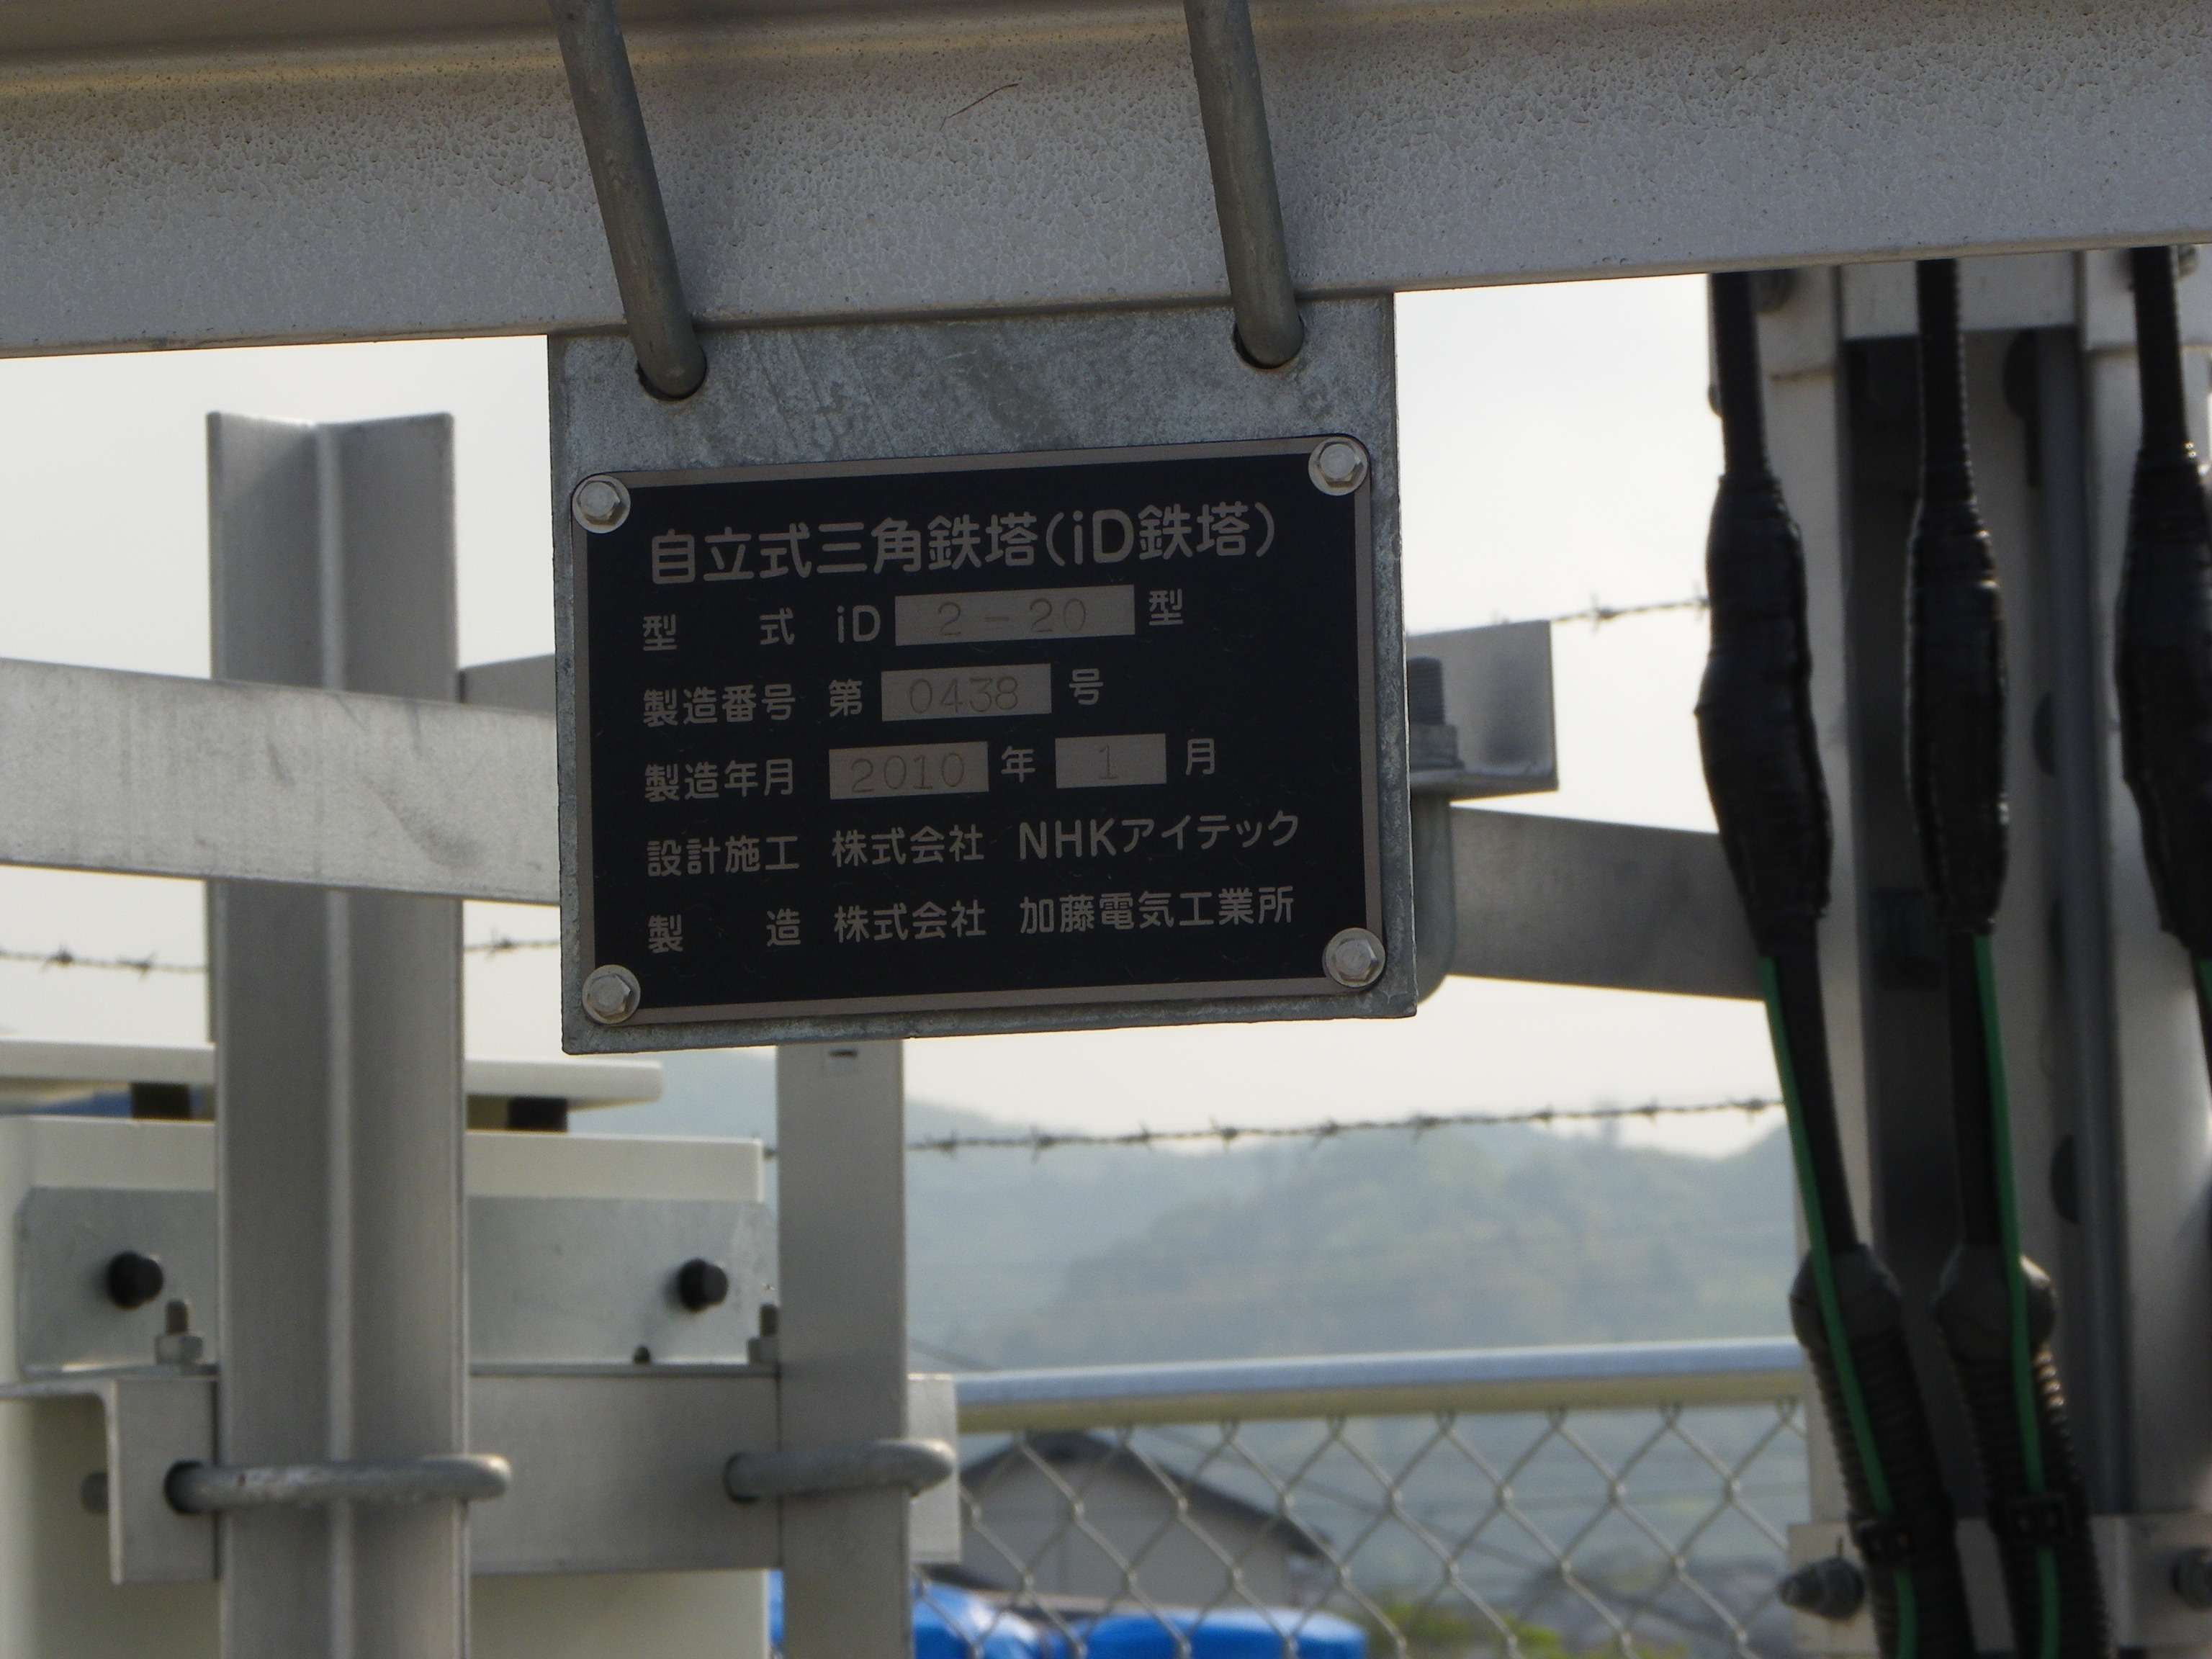 自立式三角鉄塔(iD鉄塔)
型 式 iD 2-20 型
製造番号 第 0438 号
製造年月 2010 年 1 月
設計施工 株式会社 NHKアイテック
製 造 株式会社 加藤電気工業所